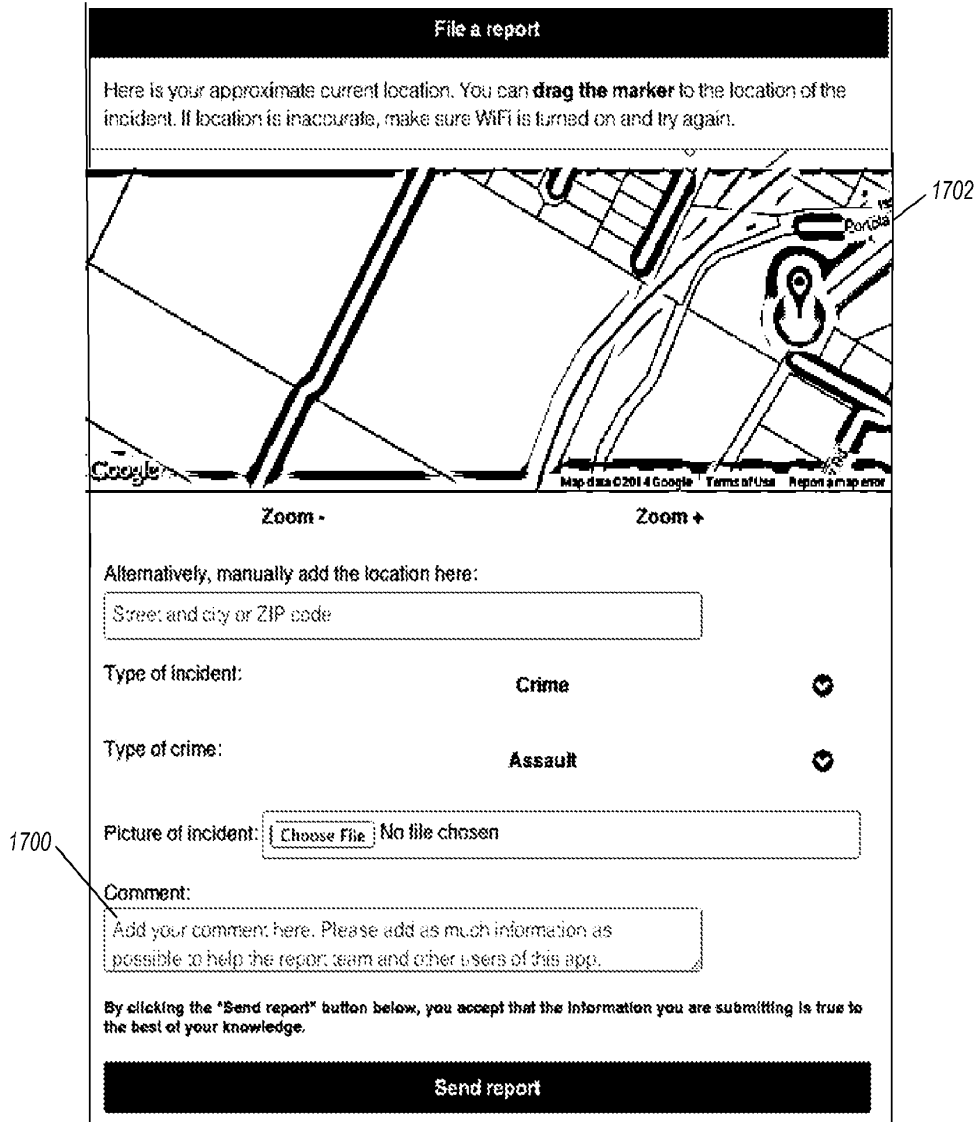 File a report
Here is your approximate current location. You can drag the marker to the location of the
incident. If location is inaccurate, make sure WiFi is turned on and try again.
1702
Portola
Google
Map data ©2014 Google Terms of Use Report a map error
Zoom - Zoom +
Alternatively, manually add the location here:
Street and city or ZIP code
Type of incident:
Crime
Type of crime:
Assault
Picture of incident: Choose File No file chosen
1700
Comment:
Add your comment here. Please add as much information as
possible to help the report team and other users of this app.
By clicking the "Send report" button below, you accept that the information you are submitting is true to
the best of your knowledge.
Send report